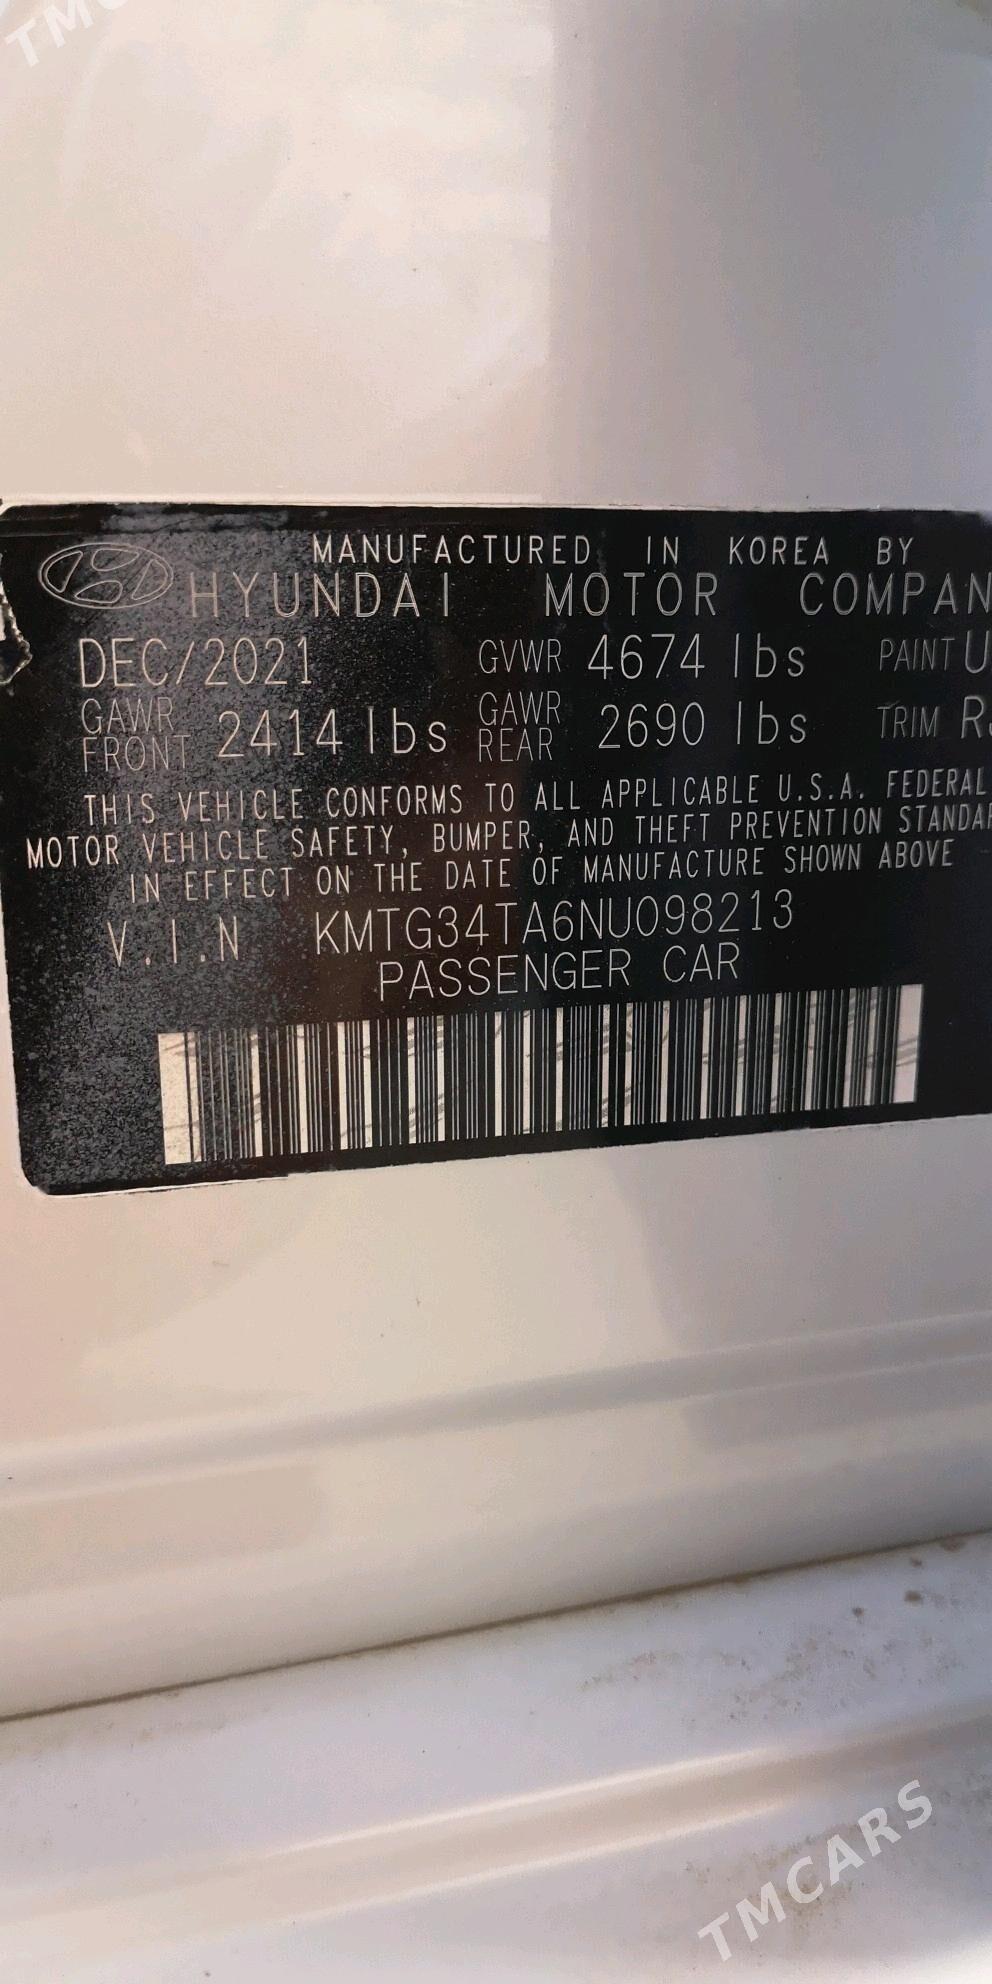 MANUFACTURED IN KOREA BY
HYUNDAI MOTOR COMPAN
DEC/2021 GVWR 4674 lbs PAINT U
GAWR FRONT 2414 lbs GAWR REAR 2690 lbs TRIM R
THIS VEHICLE CONFORMS TO ALL APPLICABLE U.S.A. FEDERAL
MOTOR VEHICLE SAFETY, BUMPER, AND THEFT PREVENTION STANDAR
IN EFFECT ON THE DATE OF MANUFACTURE SHOWN ABOVE
V.I.N KMTG34TA6NU098213
PASSENGER CAR
TMCARS